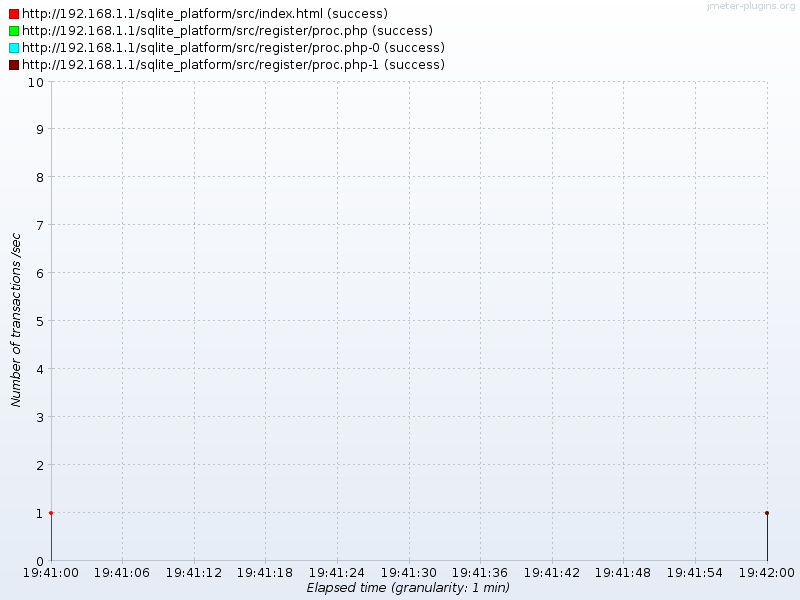 jmeter-plugins.org
http://192.168.1.1/sqlite_platform/src/index.html (success)
http://192.168.1.1/sqlite_platform/src/register/proc.php (success)
http://192.168.1.1/sqlite_platform/src/register/proc.php-0 (success)
http://192.168.1.1/sqlite_platform/src/register/proc.php-1 (success)
10
9
8
7
6
5
4
3
2
1
0
Number of transactions /sec
19:41:00 19:41:06 19:41:12 19:41:18 19:41:24 19:41:30 19:41:36 19:41:42 19:41:48 19:41:54 19:42:00
Elapsed time (granularity: 1 min)